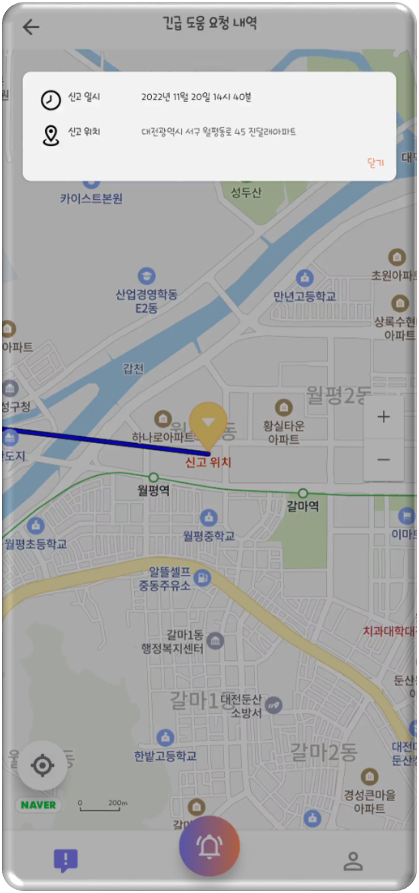 긴급 도움 요청 내역
신고 일시 2022년 11월 20일 14시 40분
신고 위치 대전광역시 서구 월평동로 45 진달래아파트
닫기
카이스트본원
성두산
초원아파트
산업경영학동
E2동
만년고등학교
상록수현대
아파트
아파트
갑천
월평2동
성구청
하나로아파트
황실타운
아파트
+
도지
신고 위치
−
월평역
갈마역
이마트
월평초등학교
월평중학교
알뜰셀프
중동주유소
갈마1동
행정복지센터
치과대학대전
갈마1동
대전둔산
소방서
둔산
한밭고등학교
갈마2동
대전
둔산
경성큰마을
아파트
NAVER
0 200m
갈마